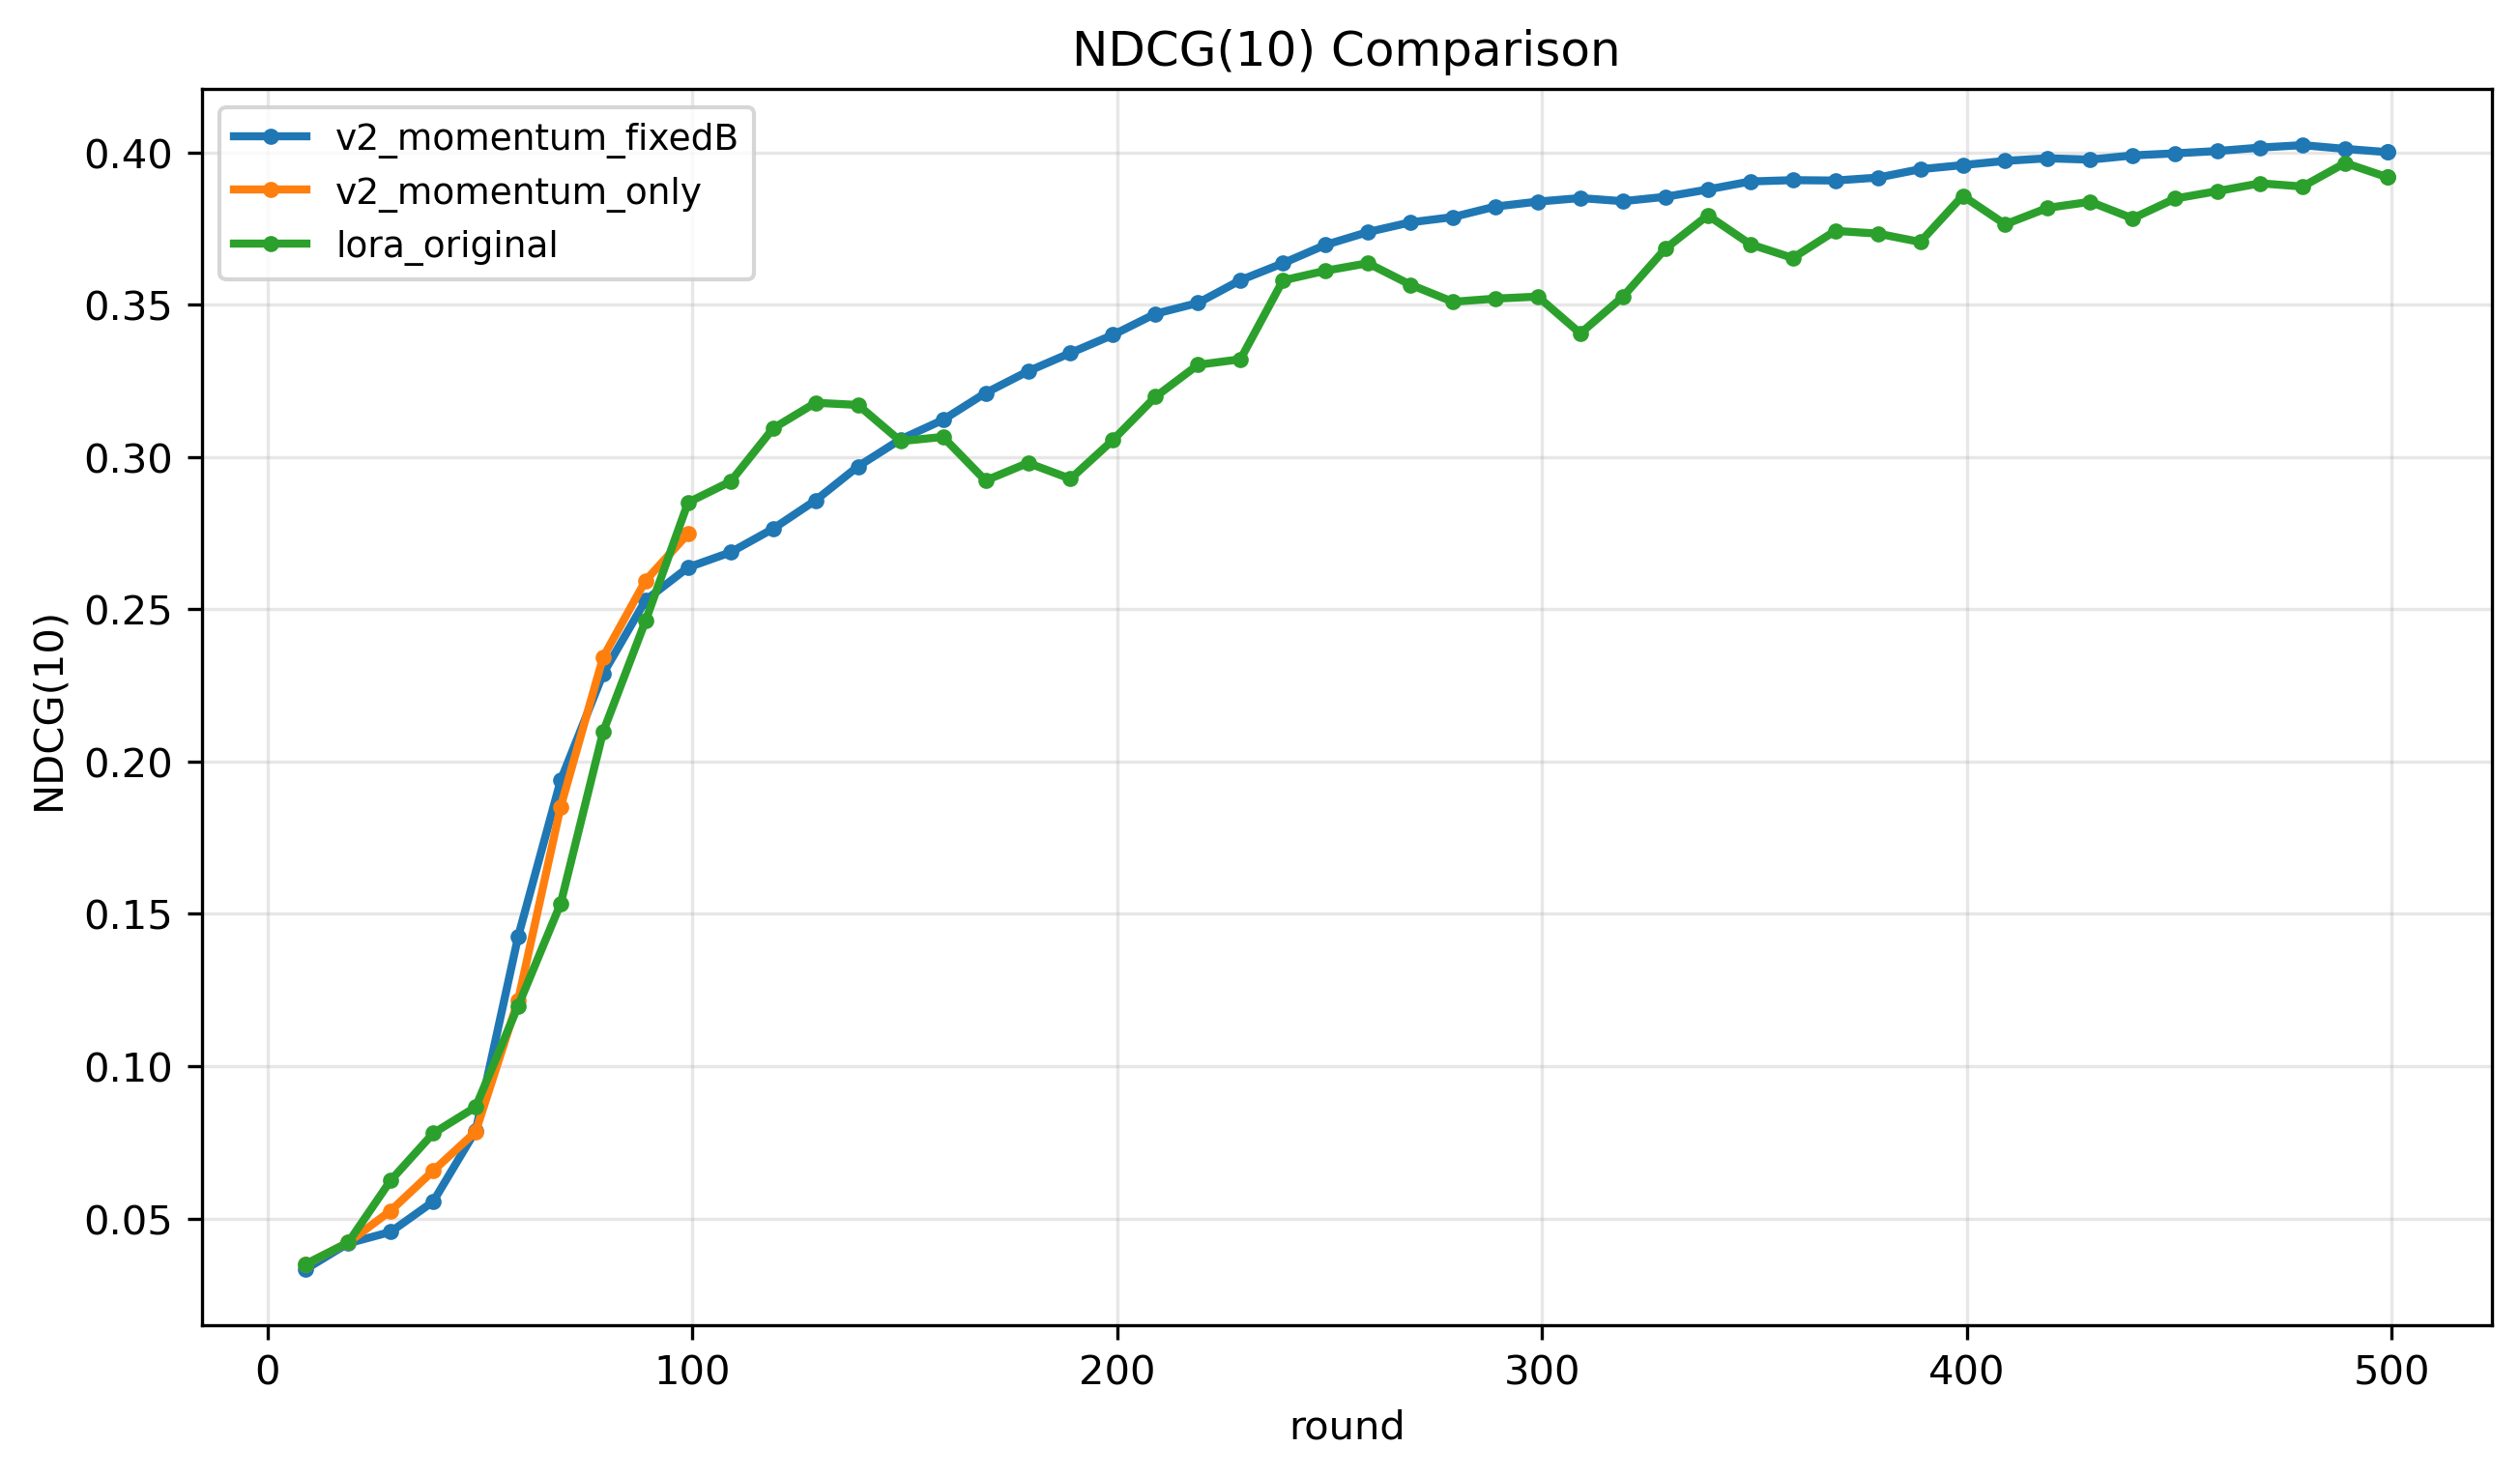 NDCG(10) Comparison
v2_momentum_fixedB
v2_momentum_only
lora_original
NDCG(10)
0.40
0.35
0.30
0.25
0.20
0.15
0.10
0.05
0 100 200 300 400 500
round